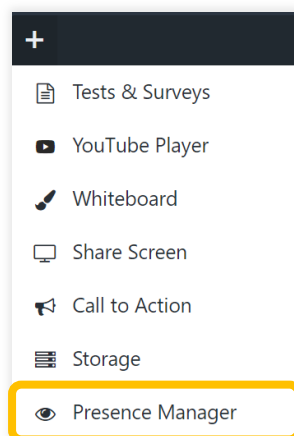 +
Tests & Surveys
YouTube Player
Whiteboard
Share Screen
Call to Action
Storage
Presence Manager